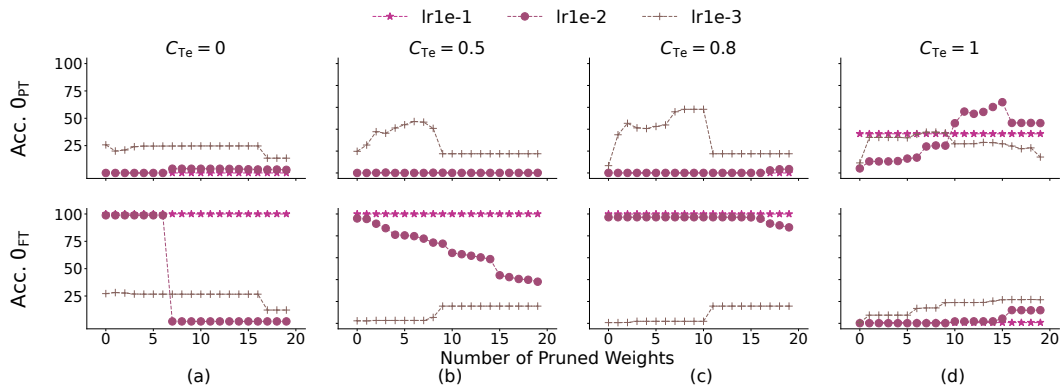 lr1e-1 lr1e-2 lr1e-3
C_Te = 0 C_Te = 0.5 C_Te = 0.8 C_Te = 1
Acc. 0_PT
100
75
50
25
Acc. 0_FT
100
75
50
25
0 5 10 15 20 0 5 10 15 20 0 5 10 15 20 0 5 10 15 20
Number of Pruned Weights
(a) (b) (c) (d)